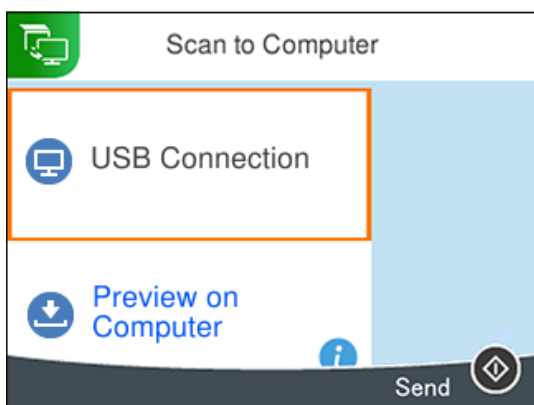 Scan to Computer
USB Connection
Preview on
Computer
i
Send